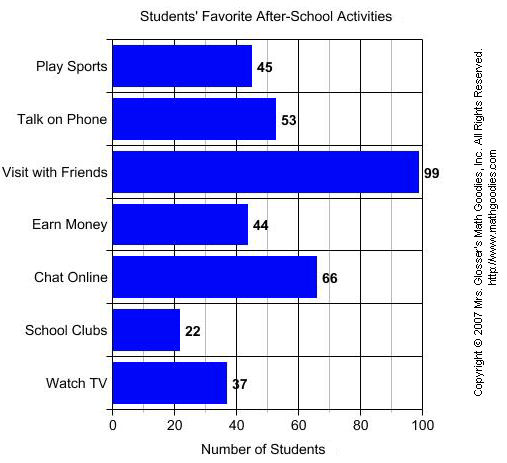 Students' Favorite After-School Activities
Play Sports
45
Talk on Phone
53
Visit with Friends
99
Earn Money
44
Chat Online
66
School Clubs
22
Watch TV
37
0 20 40 60 80 100
Number of Students
Copyright © 2007 Mrs. Glosser's Math Goodies, Inc. All Rights Reserved.
http://www.mathgoodies.com